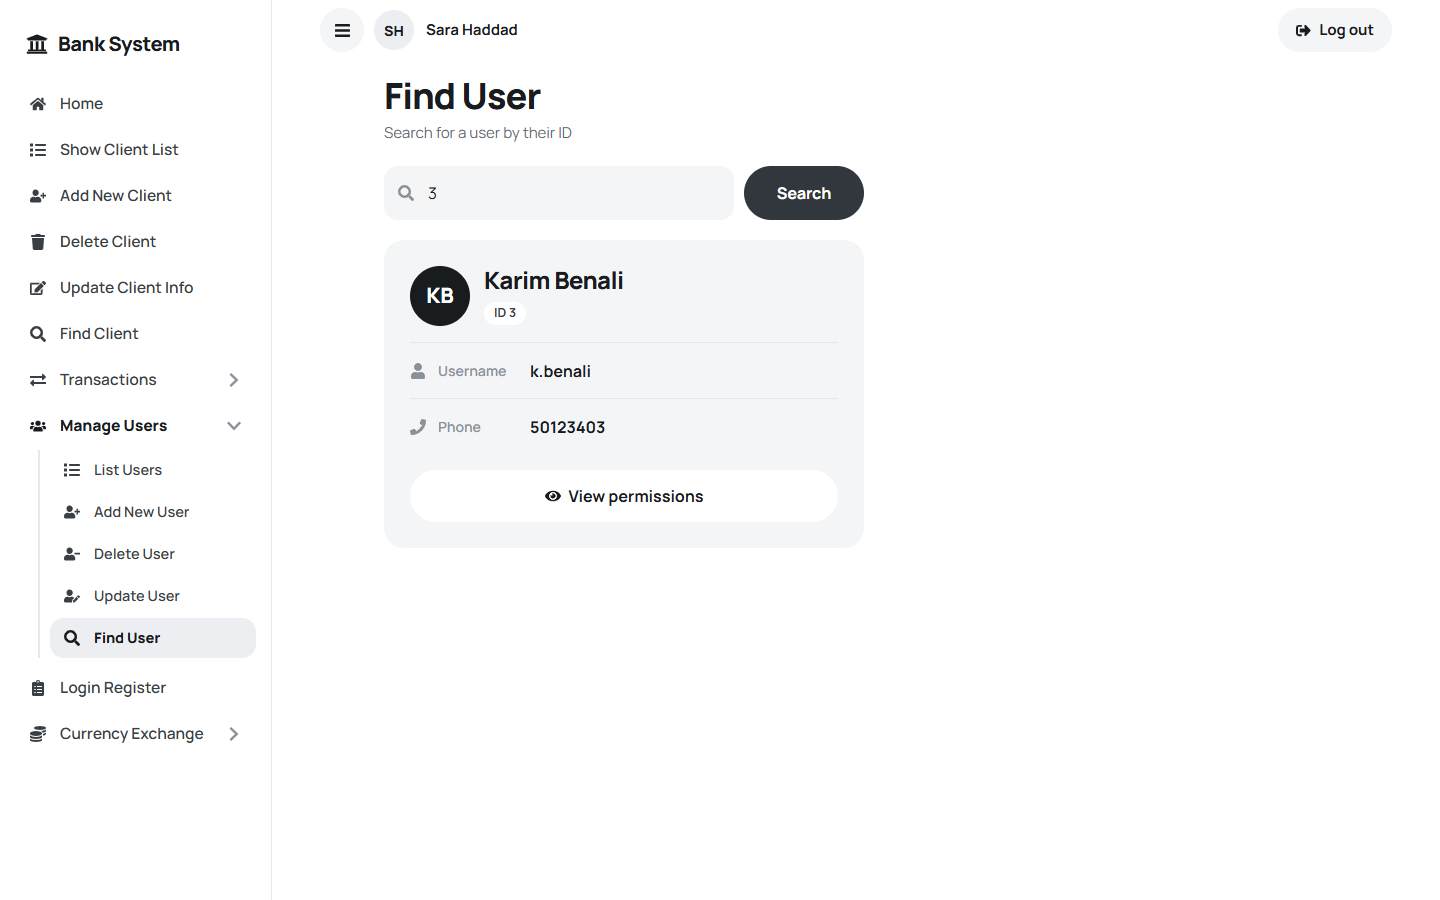 Bank System
Home
Show Client List
Add New Client
Delete Client
Update Client Info
Find Client
Transactions
Manage Users
List Users
Add New User
Delete User
Update User
Find User
Login Register
Currency Exchange
SH Sara Haddad
Log out
Find User
Search for a user by their ID
3
Search
KB
Karim Benali
ID 3
Username k.benali
Phone 50123403
View permissions